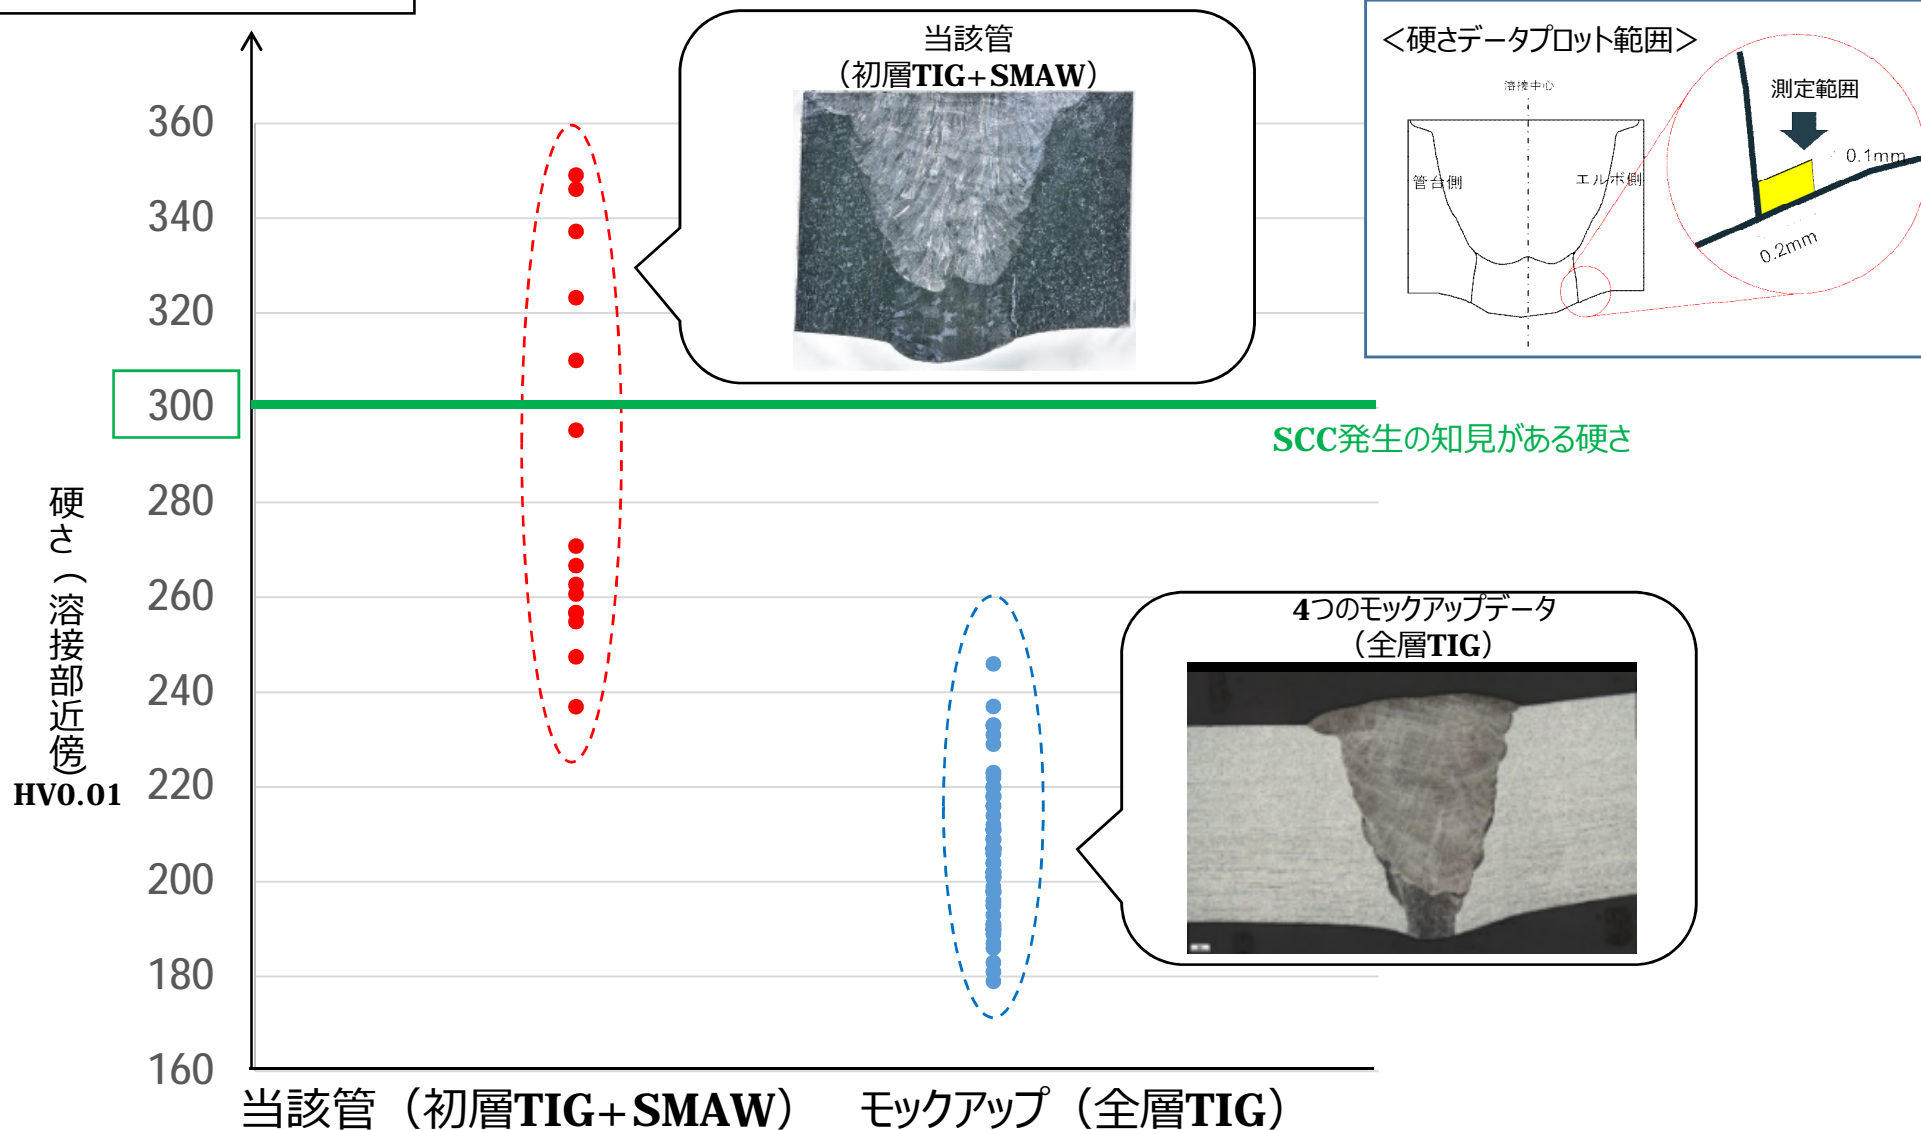 当該管
（初層TIG+SMAW）
＜硬さデータプロット範囲＞
溶接中心
管台側
エルボ側
測定範囲
0.1mm
0.2mm
360
340
320
300
280
260
240
220
200
180
160
SCC発生の知見がある硬さ
硬さ（溶接部近傍）
HV0.01
4つのモックアップデータ
（全層TIG）
当該管（初層TIG+SMAW）
モックアップ（全層TIG）